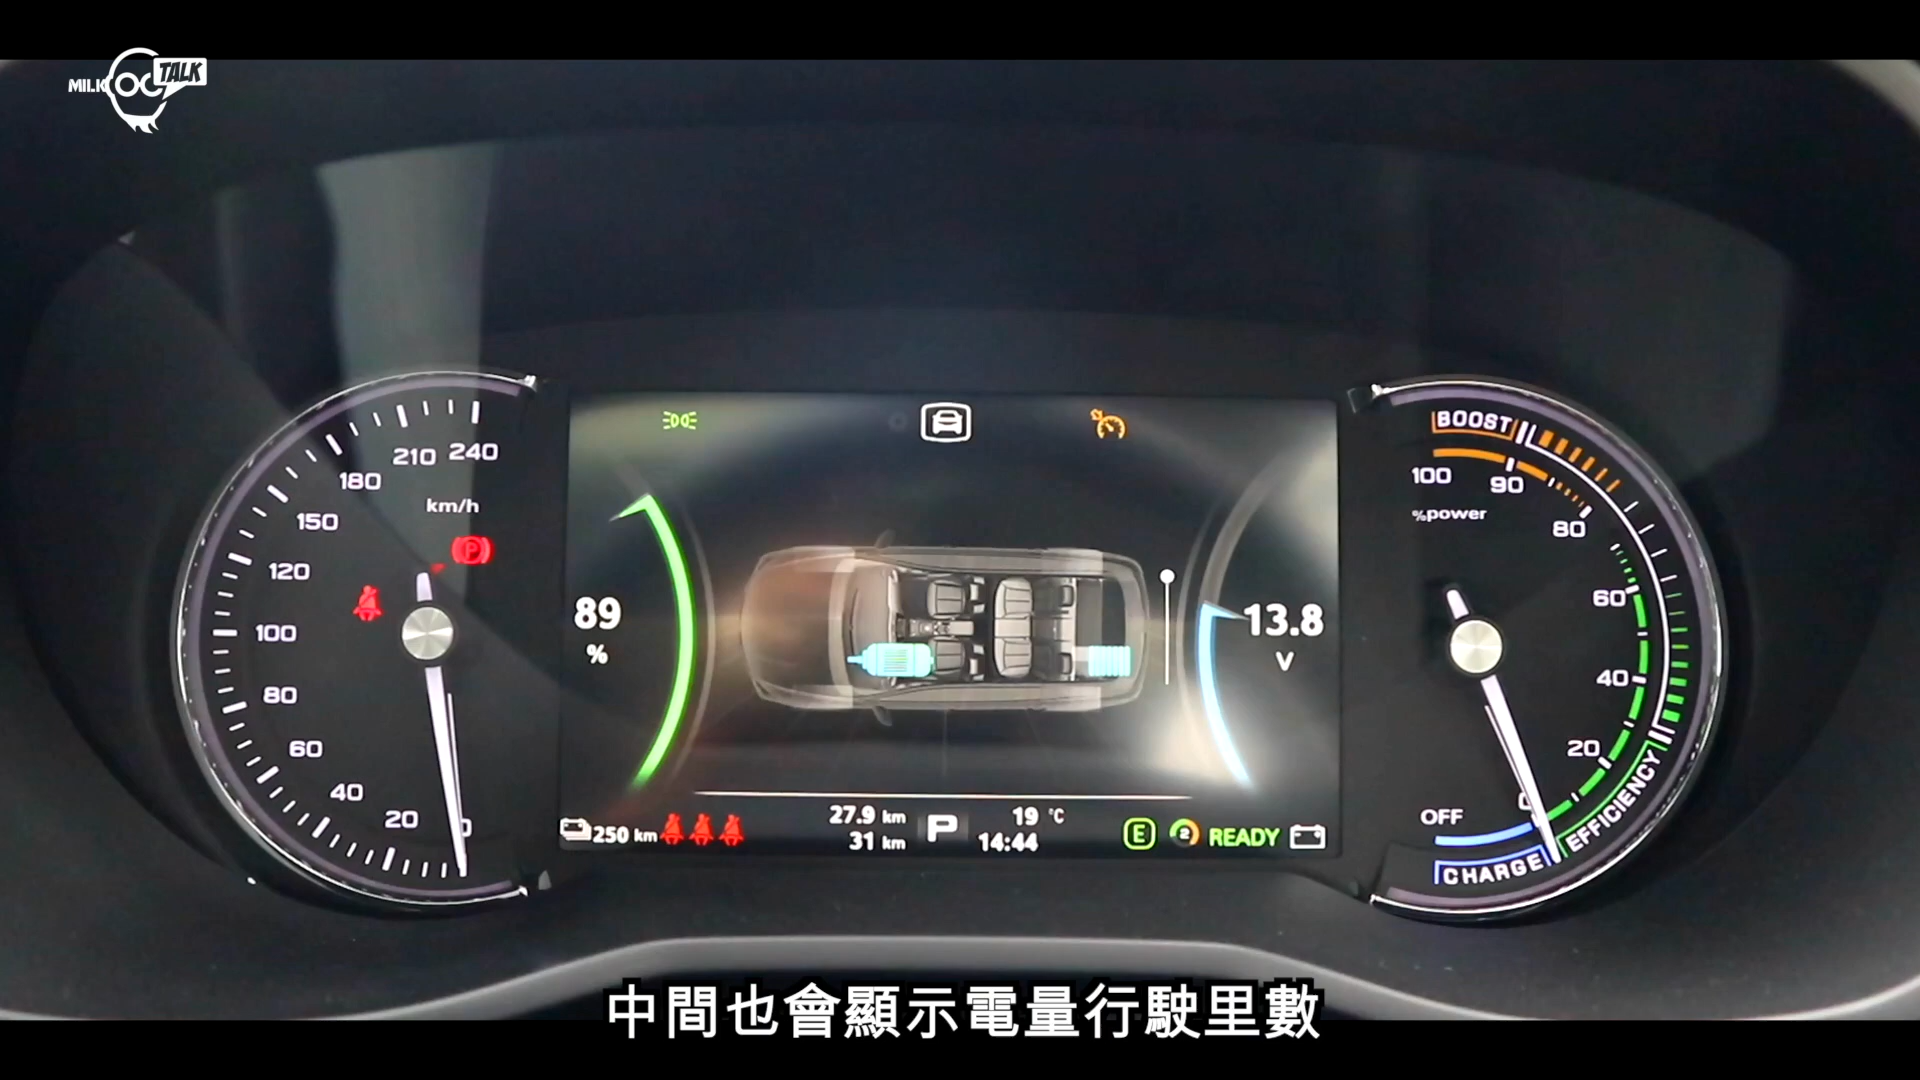 MILK
TALK
240
210
180
150
120
100
80
60
40
20
0
km/h
P
89
%
13.8
V
250 km
27.9 km
31 km
P
19 °C
14:44
E
2
READY
BOOST
100
90
80
60
40
20
0
%power
OFF
CHARGE
EFFICIENCY
中間也會顯示電量行駛里數